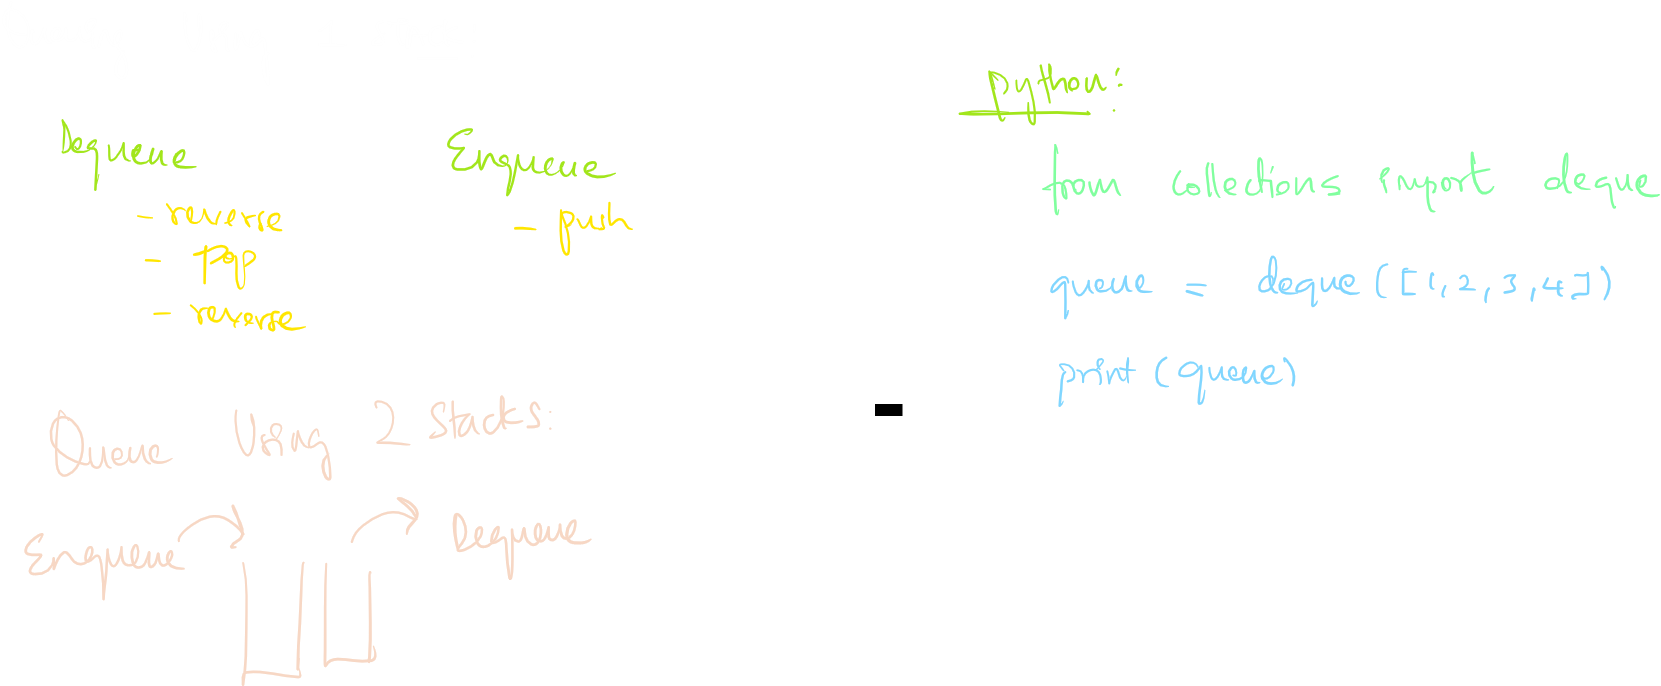 Dequeue
- reverse
- pop
- reverse
Enqueue
- push
Queue Using 2 Stacks:
Enqueue
Dequeue
python:
from collections import deque
queue = deque([1,2,3,4])
print(queue)